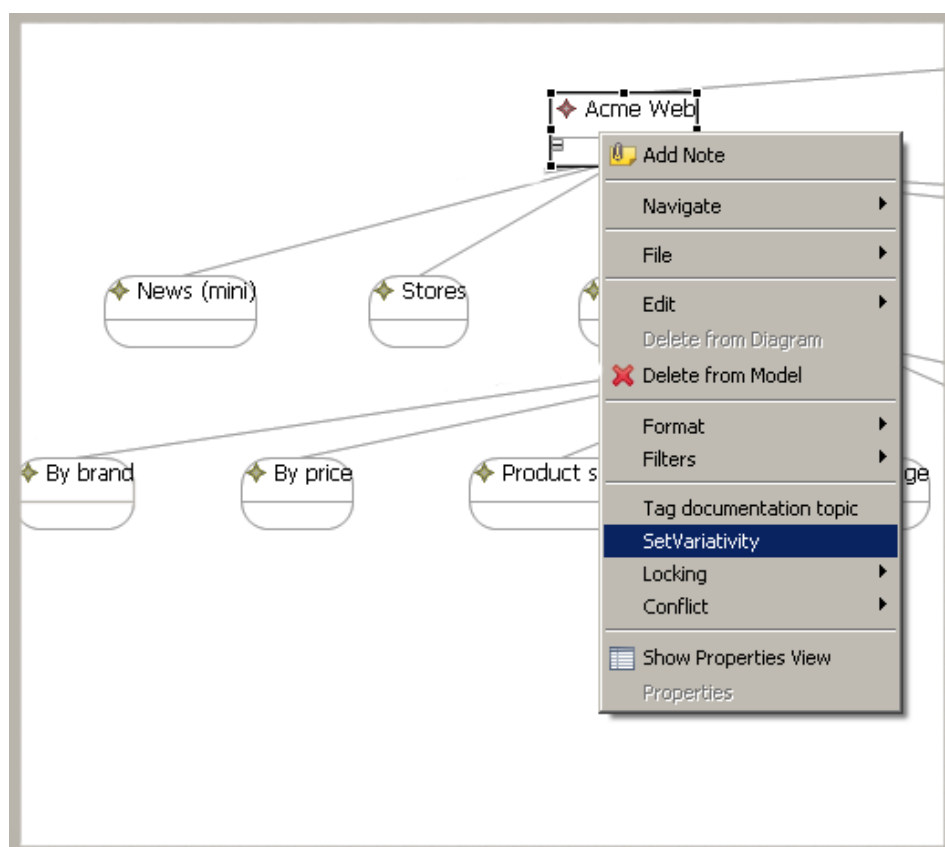 Acme Web
Add Note
Navigate
File
News (mini)
Stores
Edit
Delete from Diagram
Delete from Model
Format
Filters
By brand
By price
Product s
ge
Tag documentation topic
SetVariativity
Locking
Conflict
Show Properties View
Properties